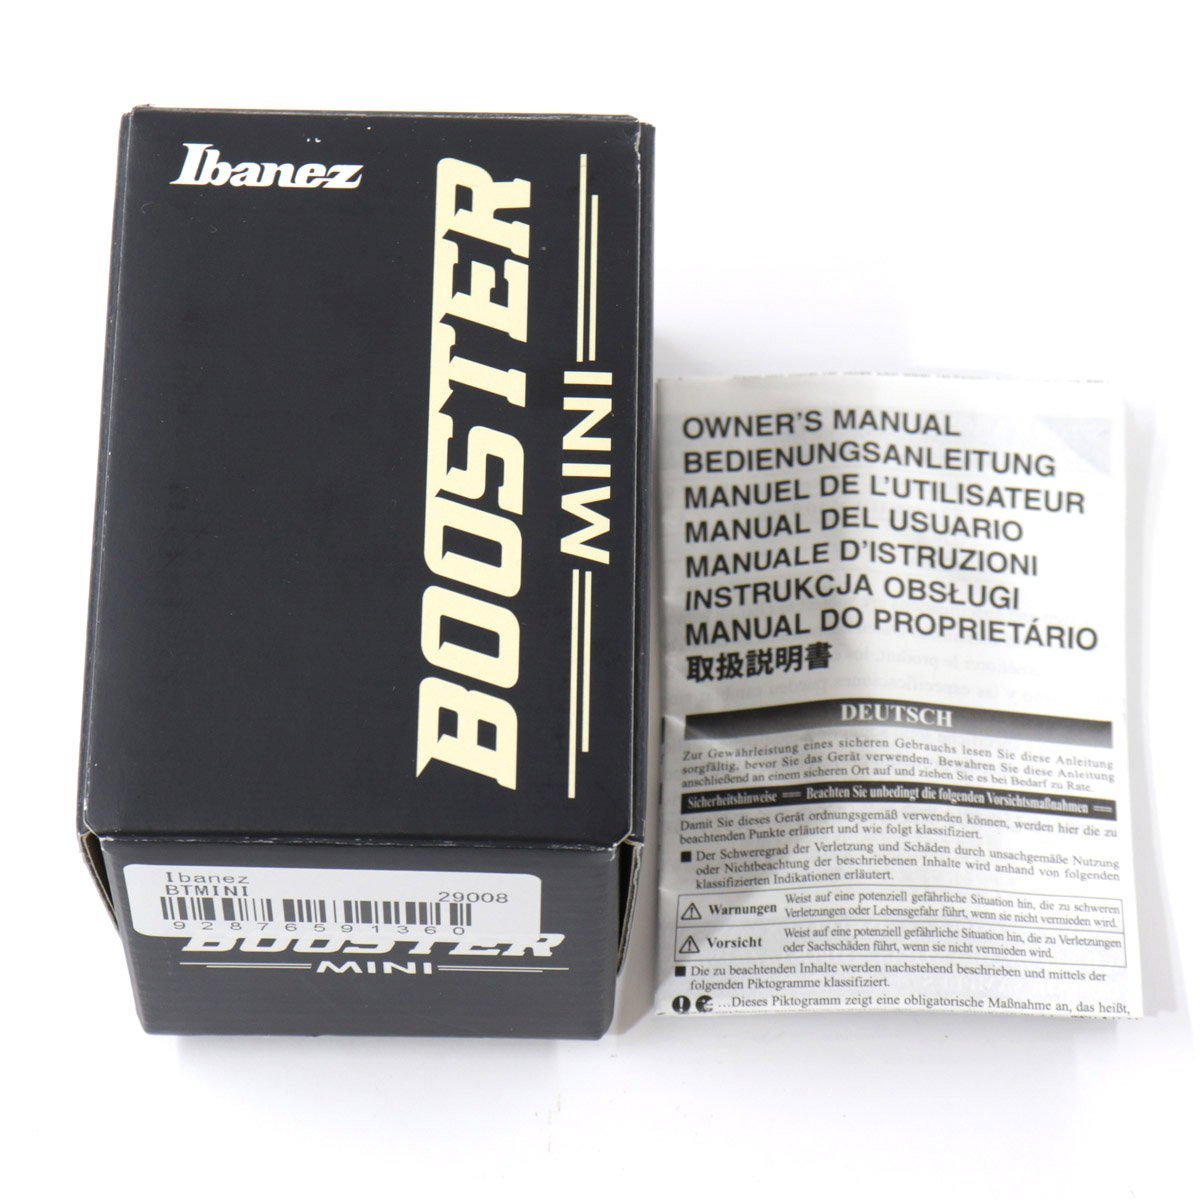 Ibanez
BOOSTER
MINI
Ibanez
BTMINI
29008
92876591360
BOOSTER
MINI
OWNER'S MANUAL
BEDIENUNGSANLEITUNG
MANUEL DE L'UTILISATEUR
MANUAL DEL USUARIO
MANUALE D'ISTRUZIONI
INSTRUKCJA OBSŁUGI
MANUAL DO PROPRIETÁRIO
取扱説明書
DEUTSCH
Zur Gewährleistung eines sicheren Gebrauchs lesen Sie diese Anleitung
sorgfältig, bevor Sie das Gerät verwenden. Bewahren Sie diese Anleitung
anschließend an einem sicheren Ort auf und ziehen Sie es bei Bedarf zu Rate.
Sicherheitshinweise == Beachten Sie unbedingt die folgenden Vorsichtsmaßnahmen ==
Damit Sie dieses Gerät ordnungsgemäß verwenden können, werden hier die zu
beachtenden Punkte erläutert und wie folgt klassifiziert.
■ Der Schweregrad der Verletzung und Schäden durch unsachgemäße Nutzung
oder Nichtbeachtung der beschriebenen Inhalte wird anhand von folgenden
klassifizierten Indikationen erläutert.
⚠ Warnungen Weist auf eine potenziell gefährliche Situation hin, die zu schweren
Verletzungen oder Lebensgefahr führt, wenn sie nicht vermieden wird.
⚠ Vorsicht Weist auf eine potenziell gefährliche Situation hin, die zu Verletzungen
oder Sachschäden führt, wenn sie nicht vermieden wird.
■ Die zu beachtenden Inhalte werden nachstehend beschrieben und mittels der
folgenden Piktogramme klassifiziert.
...Dieses Piktogramm zeigt eine obligatorische Maßnahme an, das heißt,